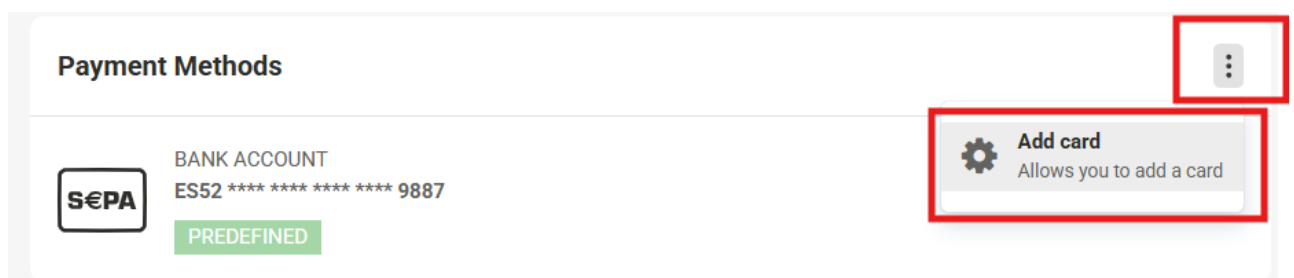 Payment Methods
Add card
Allows you to add a card
BANK ACCOUNT
S€PA
ES52 **** **** **** **** 9887
PREDEFINED